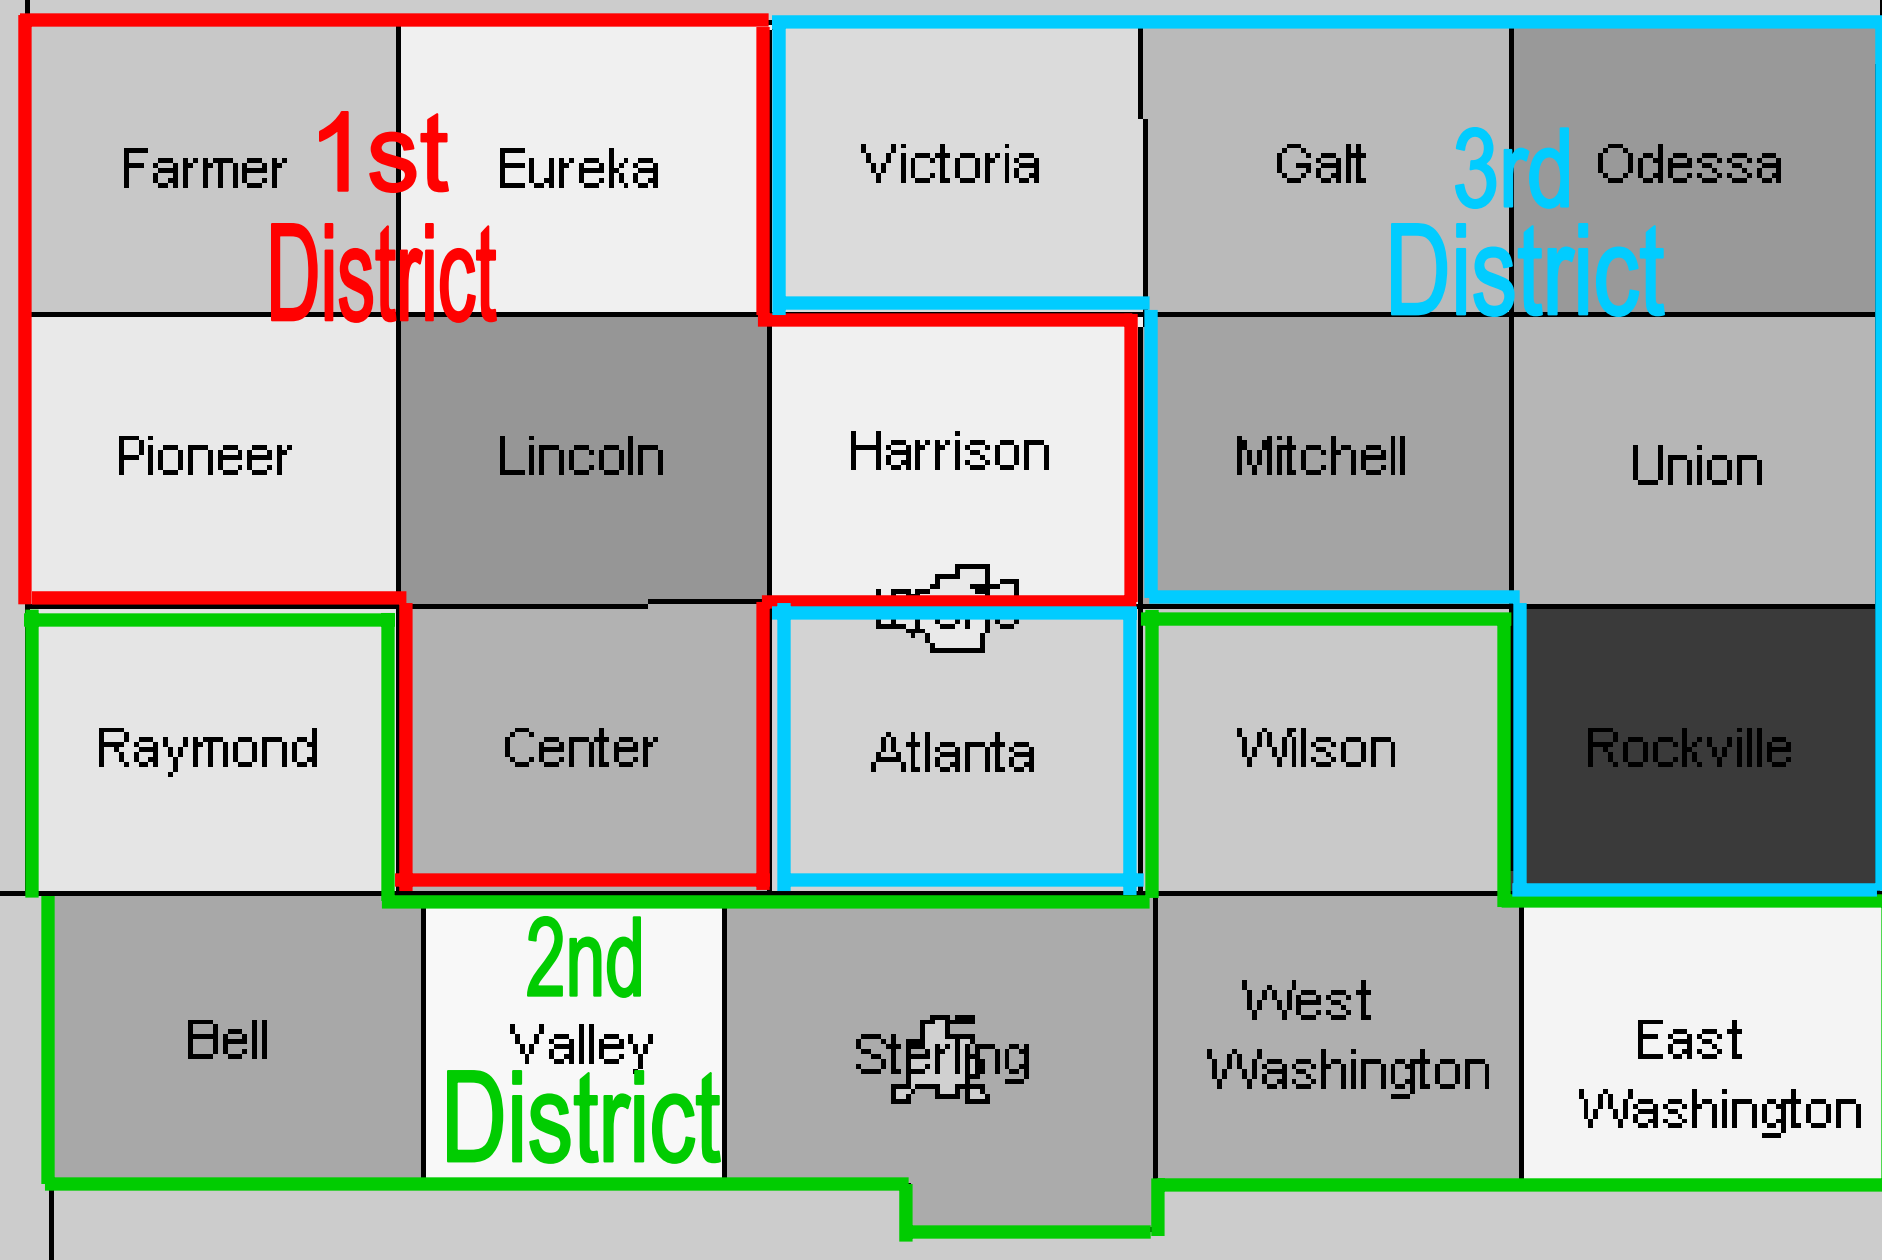 Farmer
1st
District
Eureka
Victoria
Galt
3rd
District
Odessa
Pioneer
Lincoln
Harrison
Mitchell
Union
Raymond
Center
Atlanta
Wilson
Rockville
Bell
2nd
Valley
District
Sterling
West
Washington
East
Washington